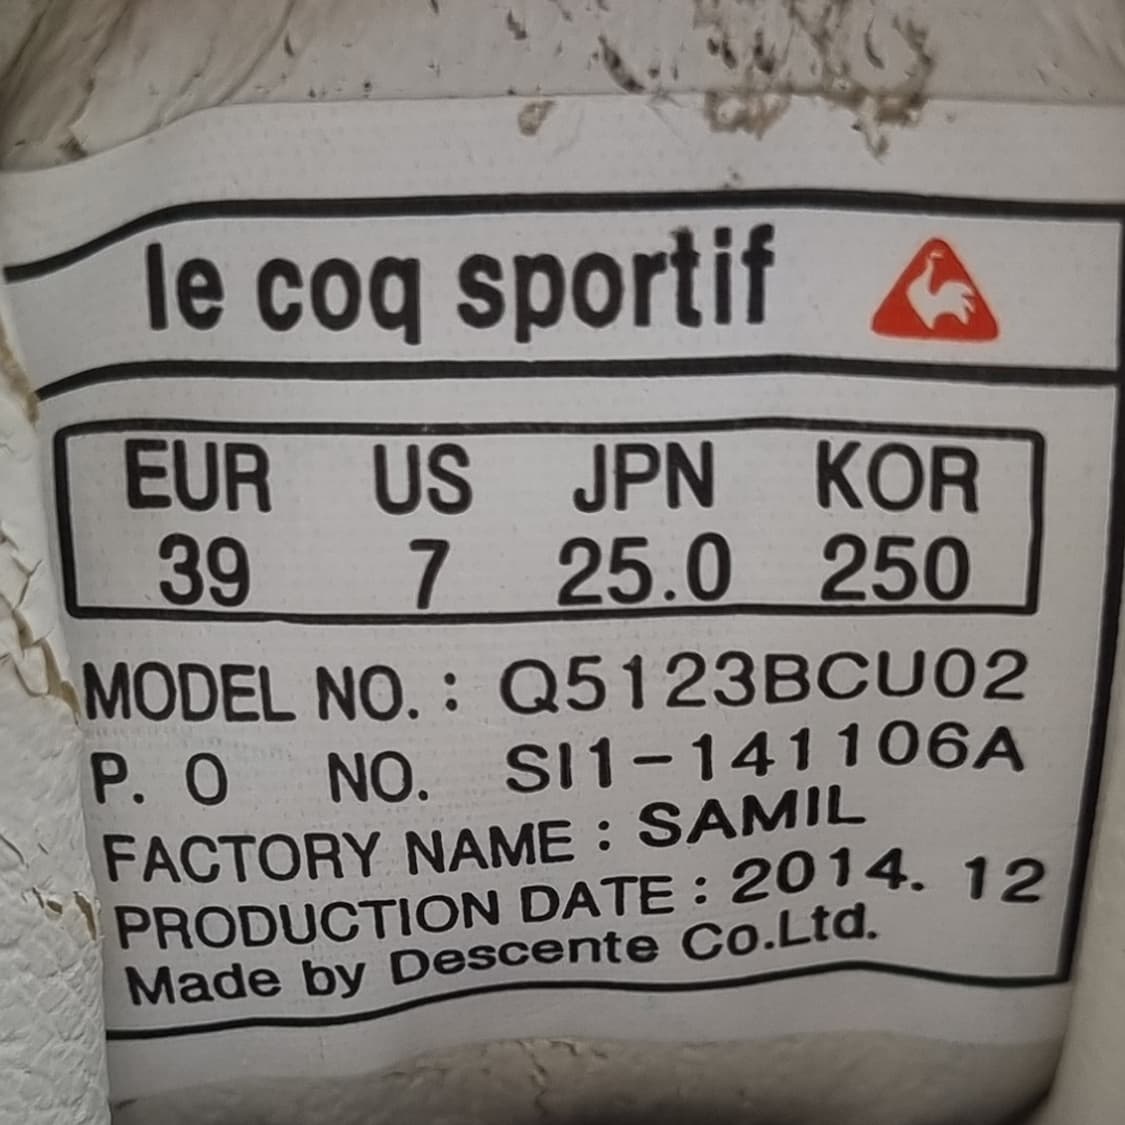 le coq sportif
EUR US JPN KOR
39 7 25.0 250
MODEL NO. : Q5123BCU02
P. O NO. SI1-141106A
FACTORY NAME : SAMIL
PRODUCTION DATE : 2014. 12
Made by Descente Co.Ltd.